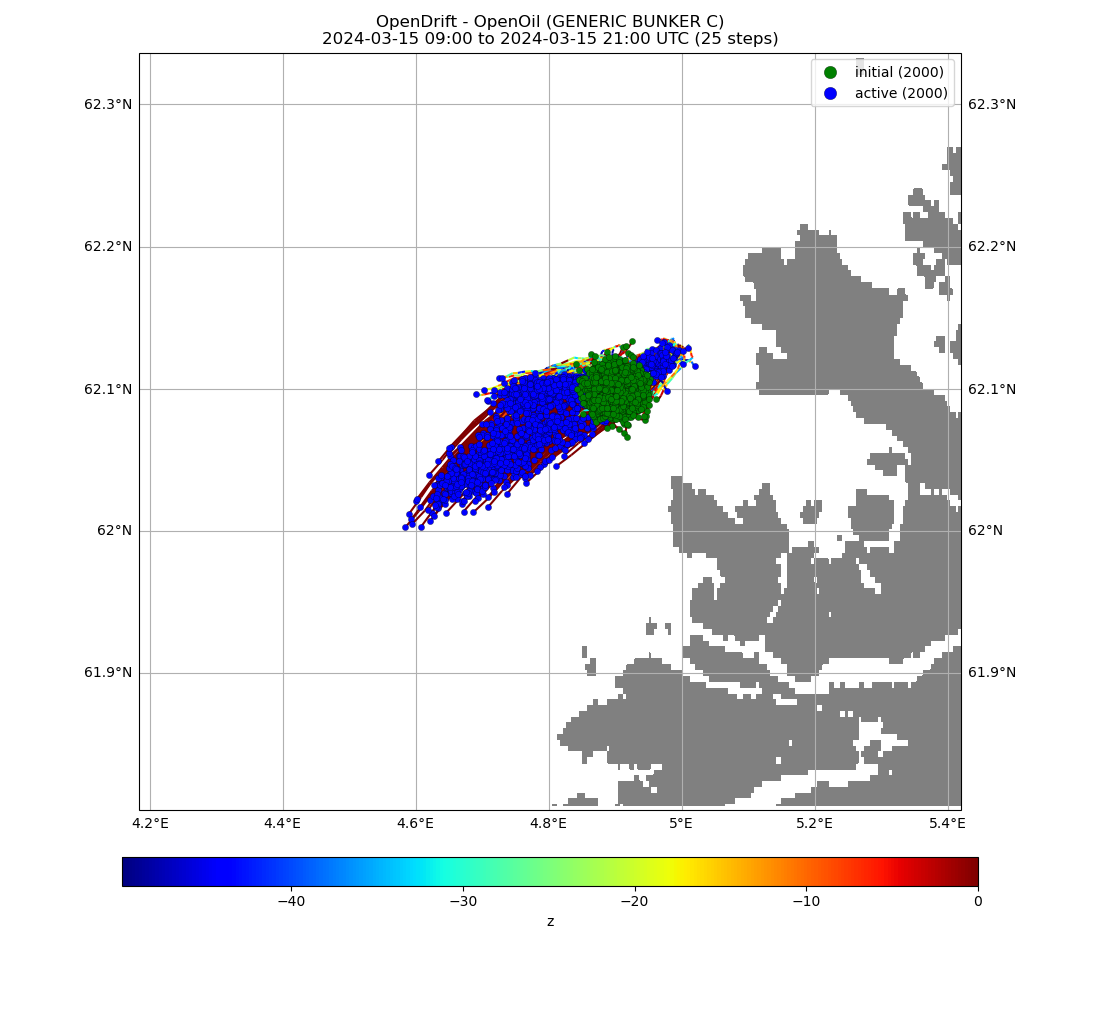 OpenDrift - OpenOil (GENERIC BUNKER C)
2024-03-15 09:00 to 2024-03-15 21:00 UTC (25 steps)
initial (2000)
active (2000)
62.3°N 62.3°N
62.2°N 62.2°N
62.1°N 62.1°N
62°N 62°N
61.9°N 61.9°N
4.2°E 4.4°E 4.6°E 4.8°E 5°E 5.2°E 5.4°E
−40 −30 −20 −10 0
z